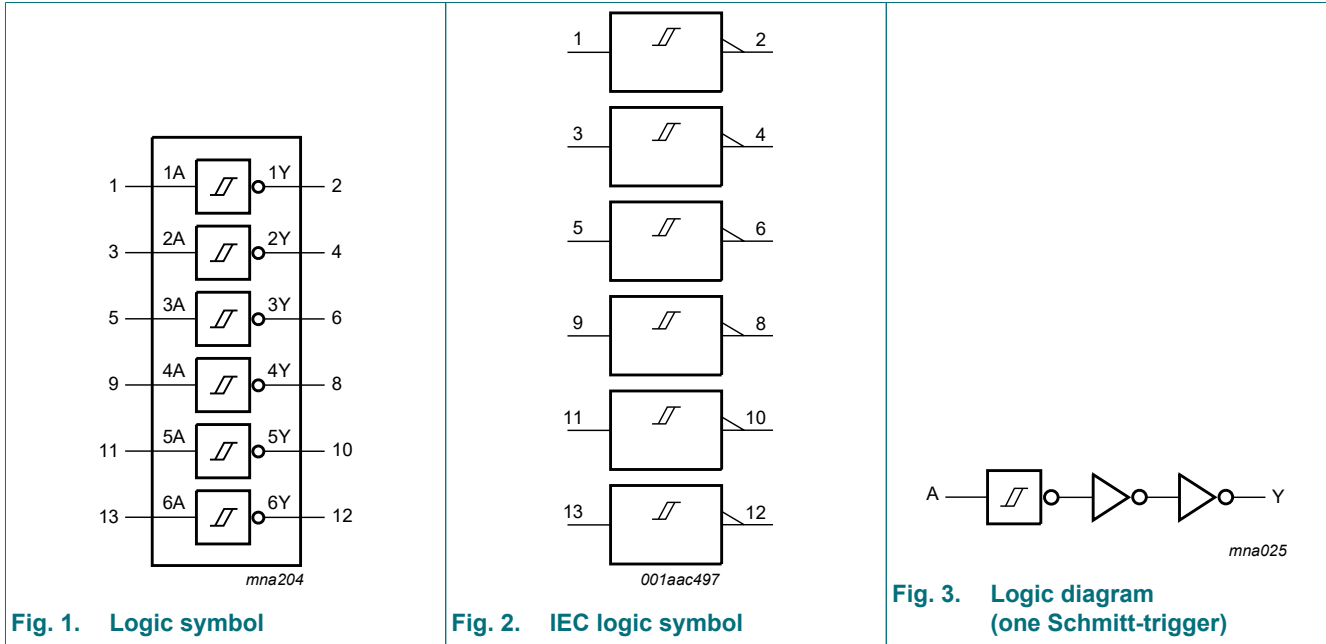 1 1A 1Y 2
3 2A 2Y 4
5 3A 3Y 6
9 4A 4Y 8
11 5A 5Y 10
13 6A 6Y 12
mna204
Fig. 1. Logic symbol
1 2
3 4
5 6
9 8
11 10
13 12
001aac497
Fig. 2. IEC logic symbol
A Y
mna025
Fig. 3. Logic diagram
(one Schmitt-trigger)